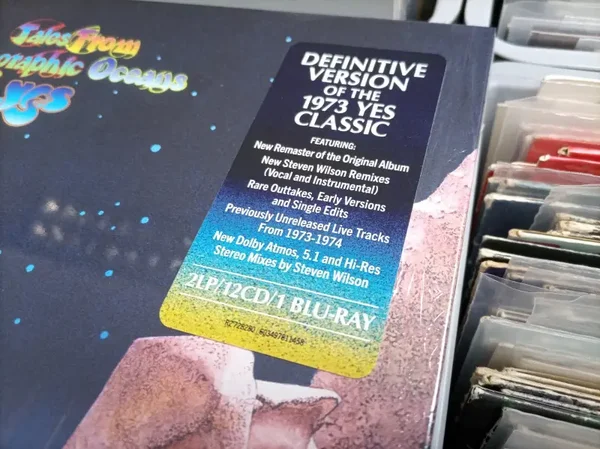 Tales From
Topographic Oceans
YES
DEFINITIVE
VERSION
OF THE
1973 YES
CLASSIC
FEATURING:
New Remaster of the Original Album
New Steven Wilson Remixes
(Vocal and Instrumental)
Rare Outtakes, Early Versions
and Single Edits
Previously Unreleased Live Tracks
From 1973-1974
New Dolby Atmos, 5.1 and Hi-Res
Stereo Mixes by Steven Wilson
2LP/12CD/1 BLU-RAY